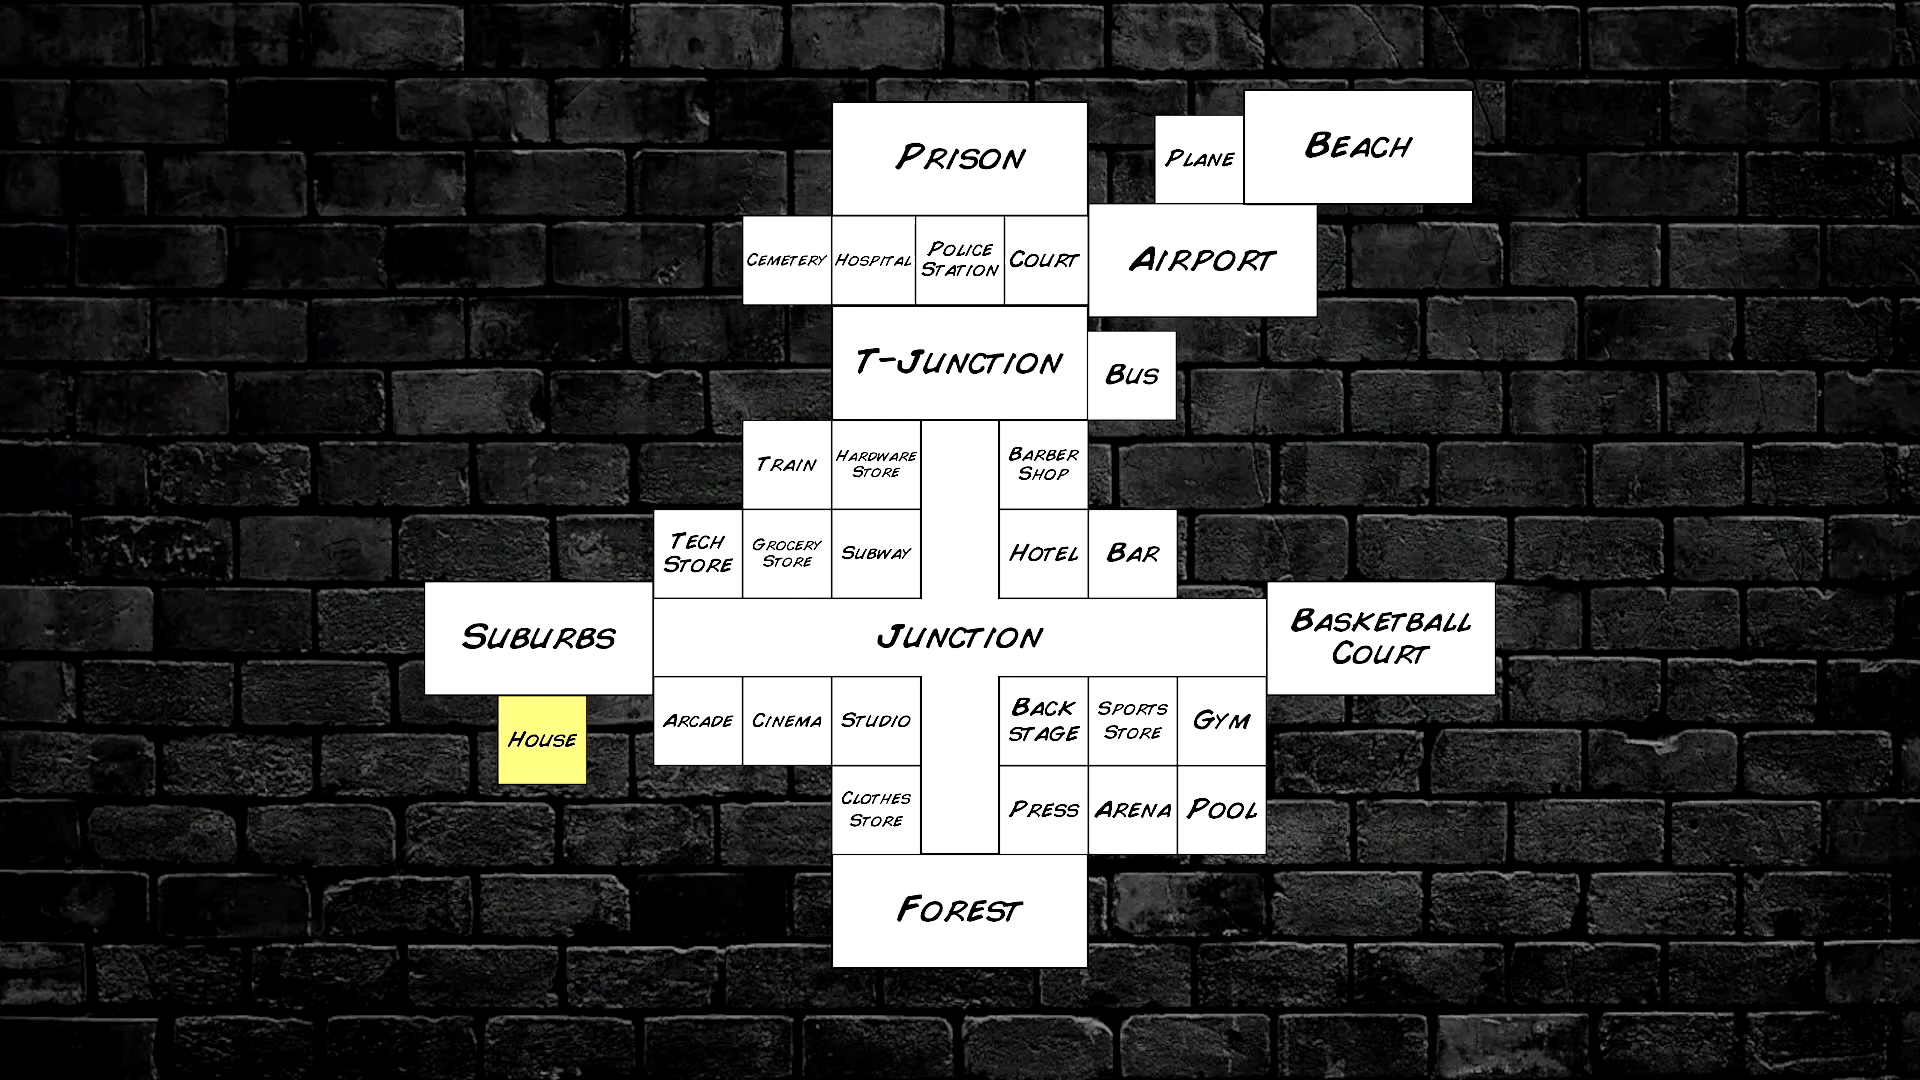 PRISON
PLANE
BEACH
CEMETERY
HOSPITAL
POLICE
STATION
COURT
AIRPORT
T-JUNCTION
BUS
TRAIN
HARDWARE
STORE
BARBER
SHOP
TECH
STORE
GROCERY
STORE
SUBWAY
HOTEL
BAR
SUBURBS
JUNCTION
BASKETBALL
COURT
HOUSE
ARCADE
CINEMA
STUDIO
BACK
STAGE
SPORTS
STORE
GYM
CLOTHES
STORE
PRESS
ARENA
POOL
FOREST